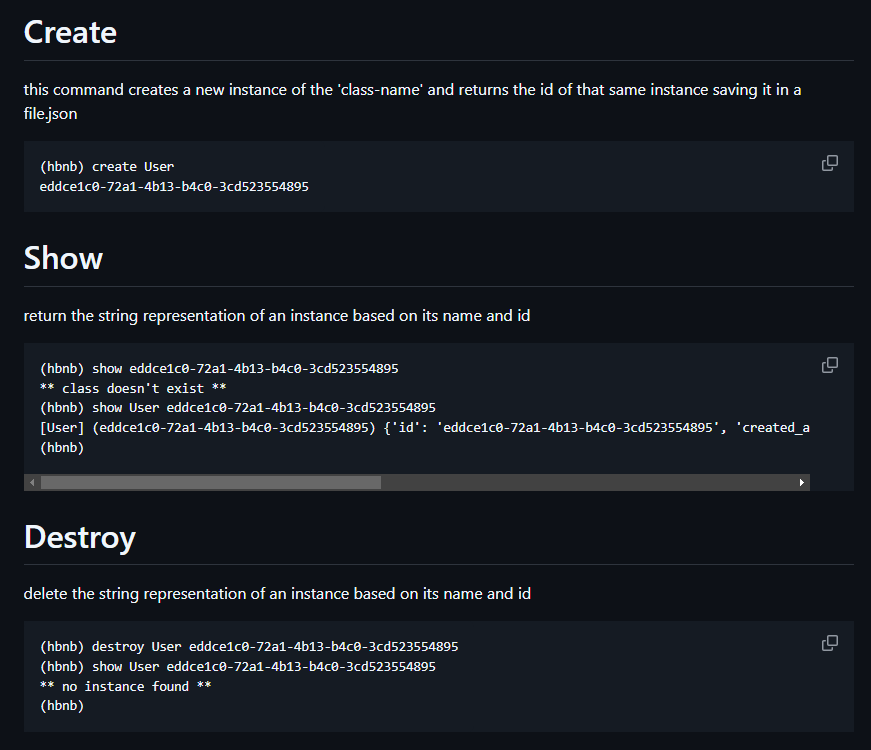 Create
this command creates a new instance of the 'class-name' and returns the id of that same instance saving it in a
file.json
(hbnb) create User
eddce1c0-72a1-4b13-b4c0-3cd523554895
Show
return the string representation of an instance based on its name and id
(hbnb) show eddce1c0-72a1-4b13-b4c0-3cd523554895
** class doesn't exist **
(hbnb) show User eddce1c0-72a1-4b13-b4c0-3cd523554895
[User] (eddce1c0-72a1-4b13-b4c0-3cd523554895) {'id': 'eddce1c0-72a1-4b13-b4c0-3cd523554895', 'created_a
(hbnb)
Destroy
delete the string representation of an instance based on its name and id
(hbnb) destroy User eddce1c0-72a1-4b13-b4c0-3cd523554895
(hbnb) show User eddce1c0-72a1-4b13-b4c0-3cd523554895
** no instance found **
(hbnb)